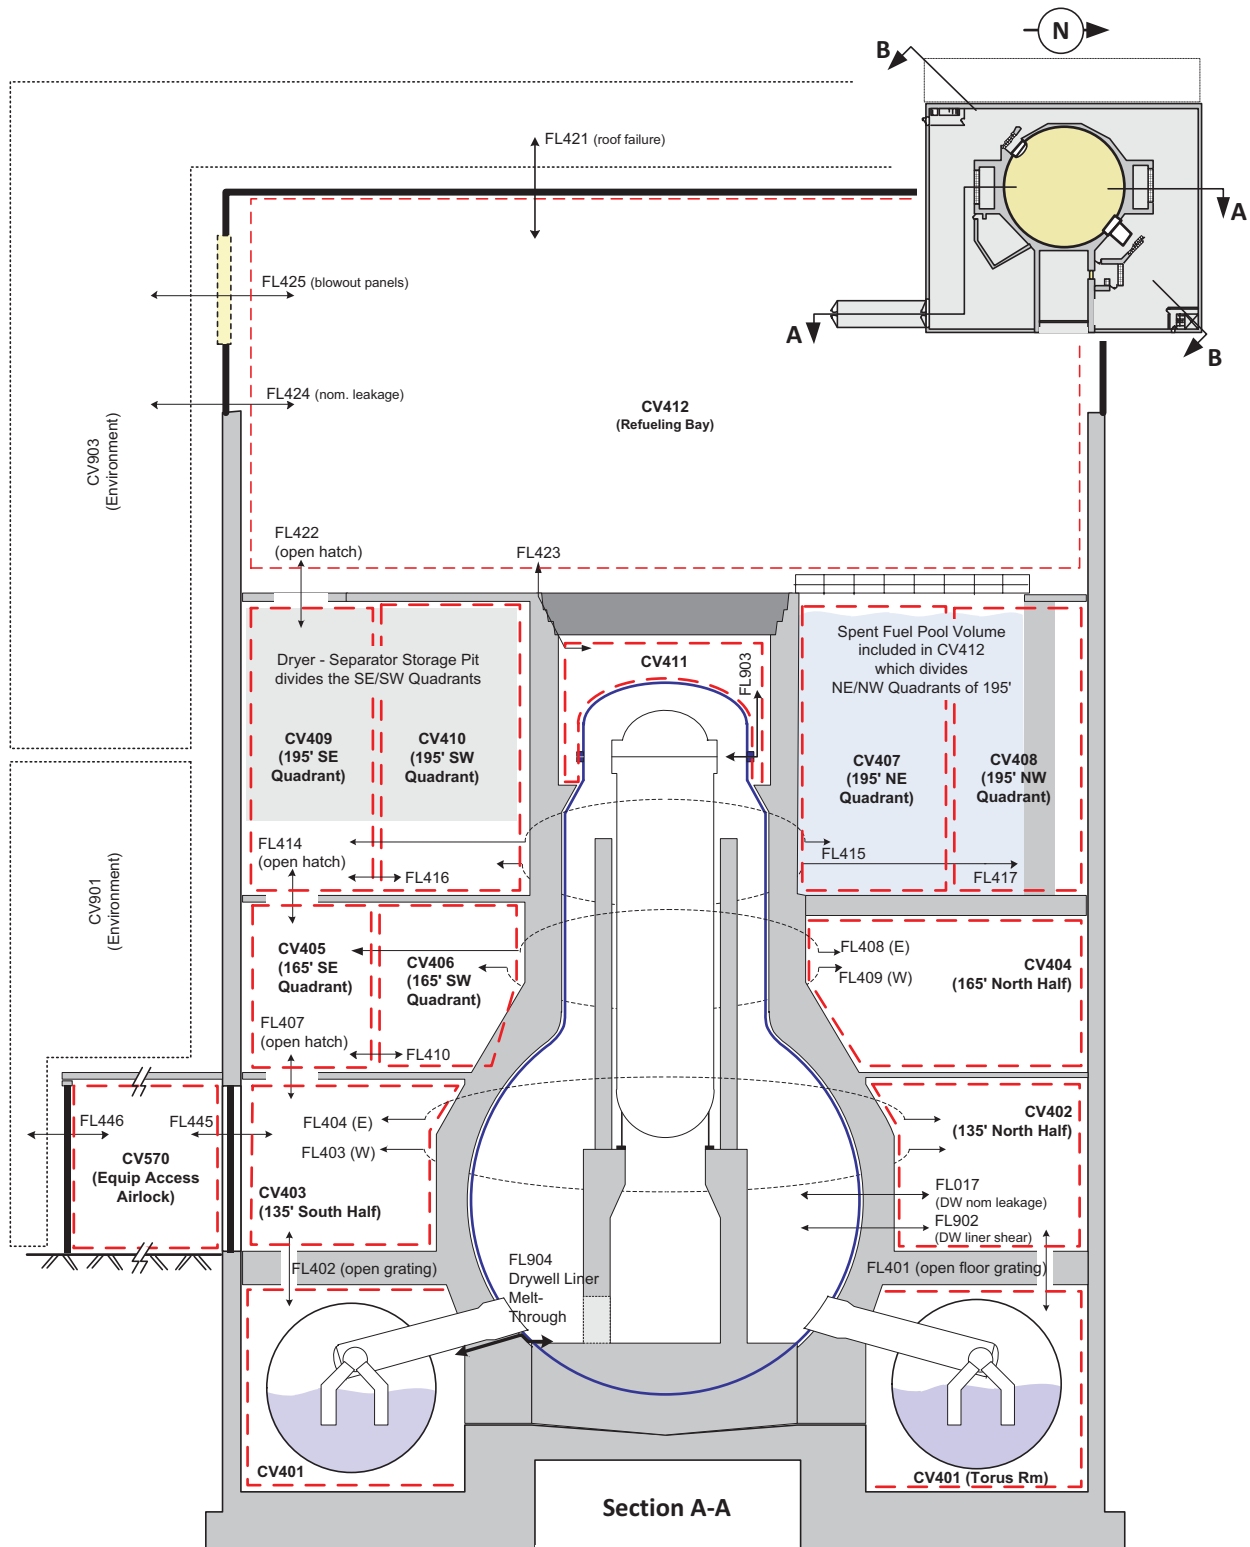 N
B
FL421 (roof failure)
A
FL425 (blowout panels)
A
B
FL424 (nom. leakage)
CV412
(Refueling Bay)
CV903
(Environment)
FL422
(open hatch)
FL423
Dryer - Separator Storage Pit
divides the SE/SW Quadrants
CV411
FL903
Spent Fuel Pool Volume
included in CV412
which divides
NE/NW Quadrants of 195'
CV409
(195' SE
Quadrant)
CV410
(195' SW
Quadrant)
CV407
(195' NE
Quadrant)
CV408
(195' NW
Quadrant)
FL414
(open hatch)
FL416
FL415
FL417
CV901
(Environment)
CV405
(165' SE
Quadrant)
CV406
(165' SW
Quadrant)
FL408 (E)
FL409 (W)
CV404
(165' North Half)
FL407
(open hatch)
FL410
FL446
FL445
CV570
(Equip Access
Airlock)
FL404 (E)
FL403 (W)
CV403
(135' South Half)
CV402
(135' North Half)
FL017
(DW nom leakage)
FL902
(DW liner shear)
FL402 (open grating)
FL904
Drywell Liner
Melt-
Through
FL401 (open floor grating)
CV401
CV401 (Torus Rm)
Section A-A